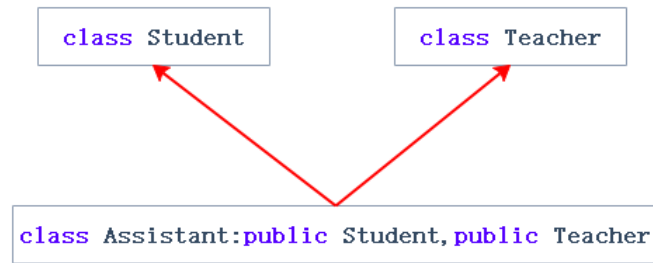 class Student
class Teacher
class Assistant:public Student,public Teacher